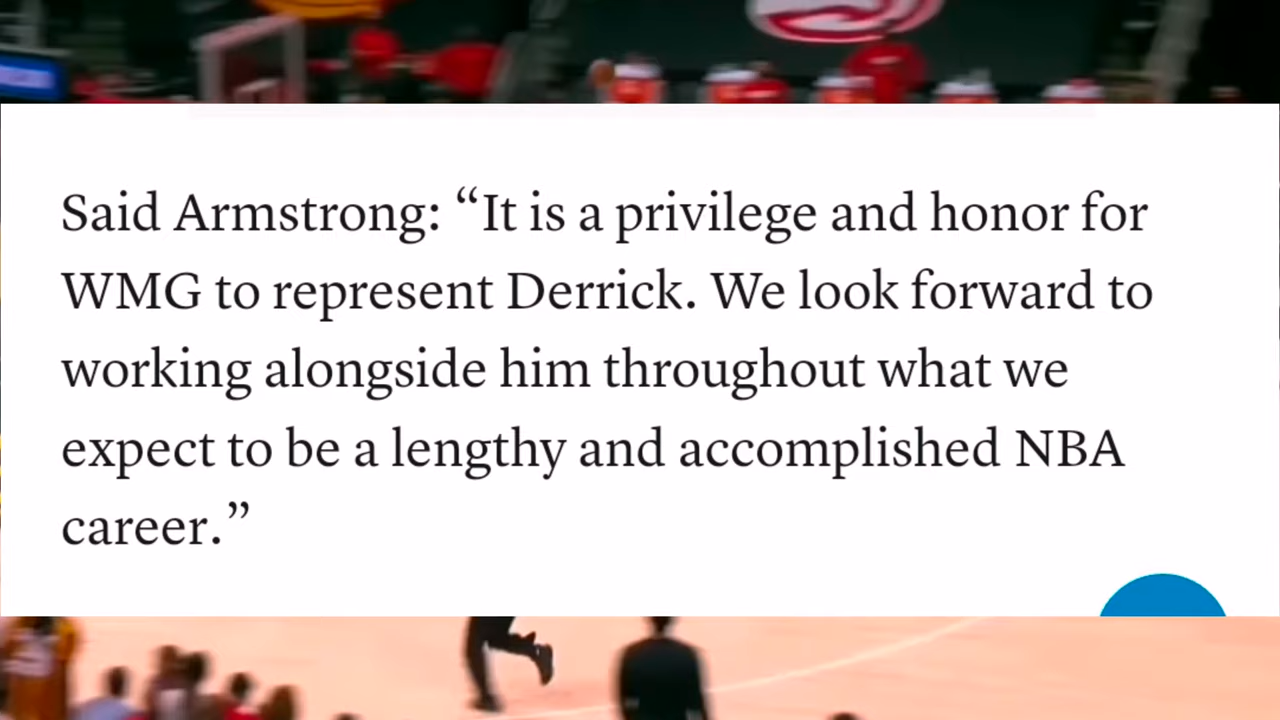 Said Armstrong: “It is a privilege and honor for
WMG to represent Derrick. We look forward to
working alongside him throughout what we
expect to be a lengthy and accomplished NBA
career.”